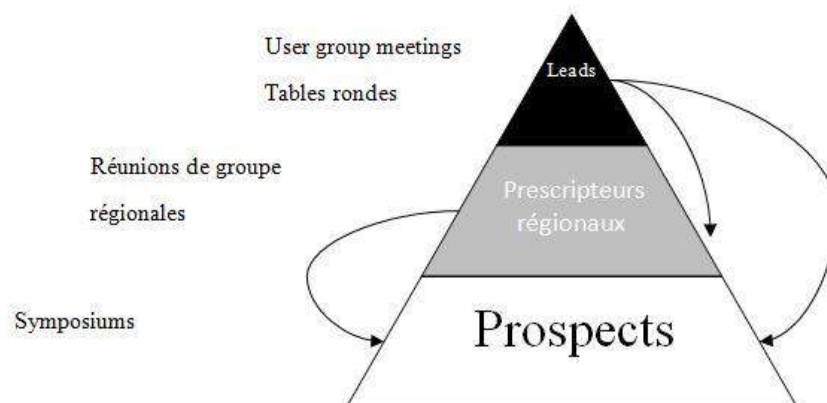 User group meetings
Leads
Tables rondes
Réunions de groupe
régionales
Prescripteurs
régionaux
Symposiums
Prospects